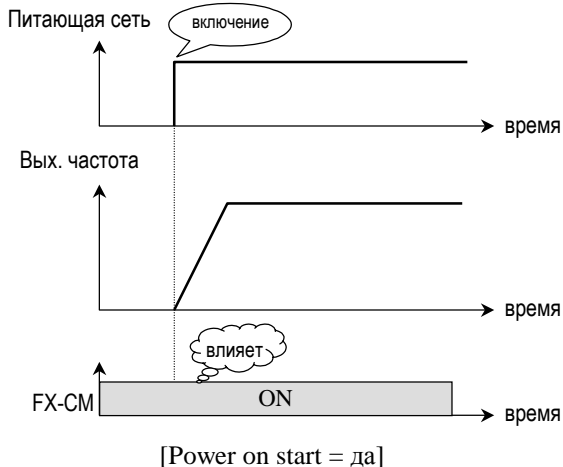 Питающая сеть
включение
время
Вых. частота
время
влияет
FX-CM
ON
время
[Power on start = да]